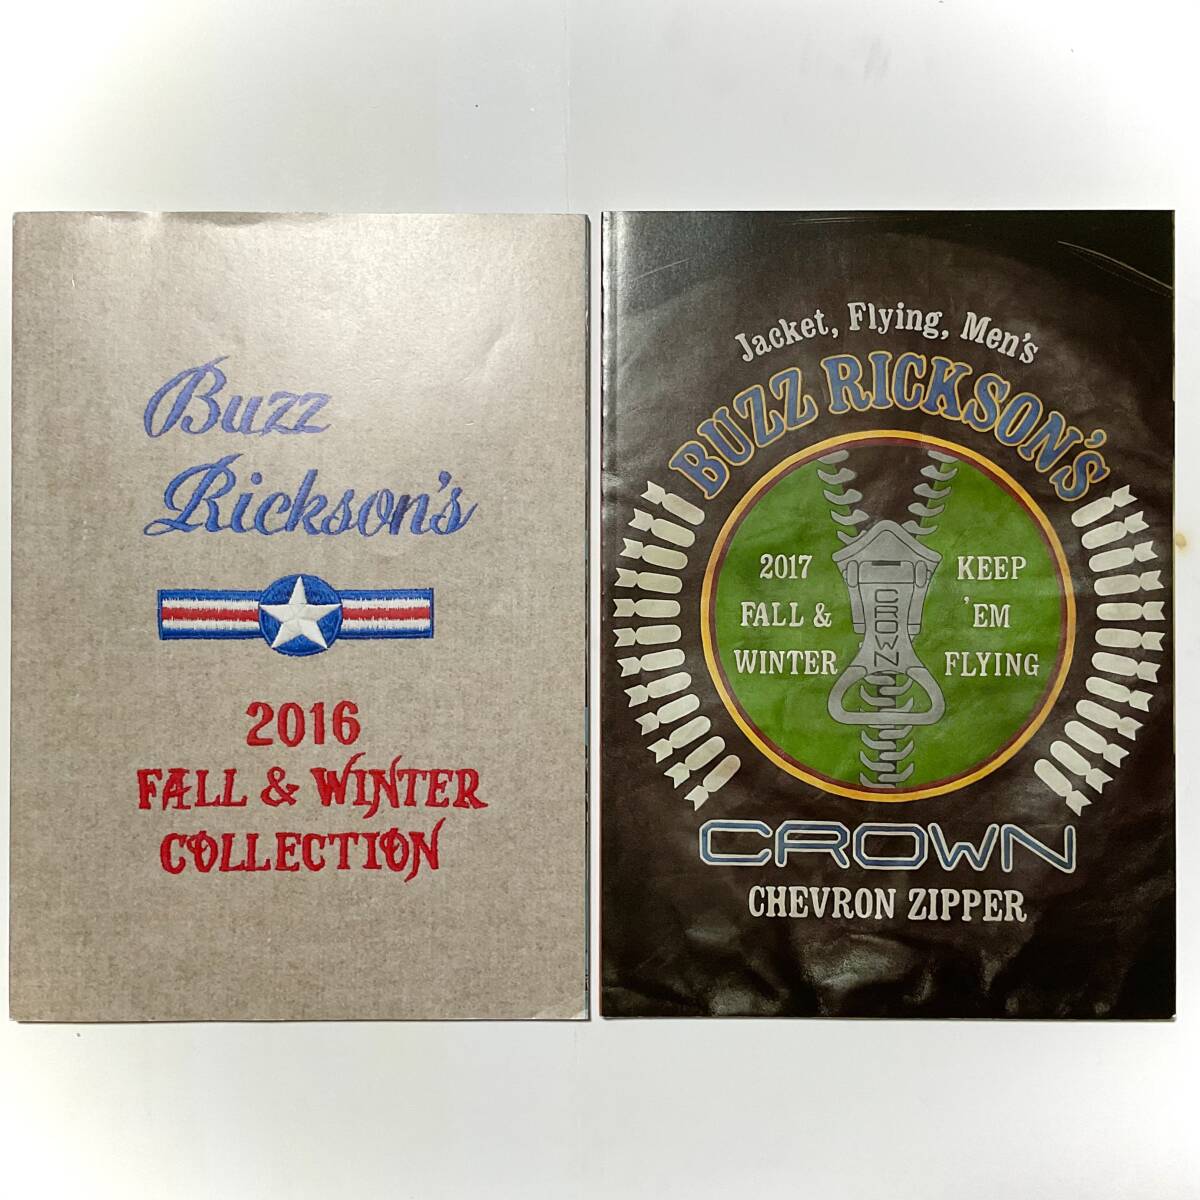 Buzz
Rickson's
2016
FALL & WINTER
COLLECTION
Jacket, Flying, Men's
BUZZ RICKSON'S
2017
FALL &
WINTER
CROWN
KEEP
'EM
FLYING
CROWN
CHEVRON ZIPPER